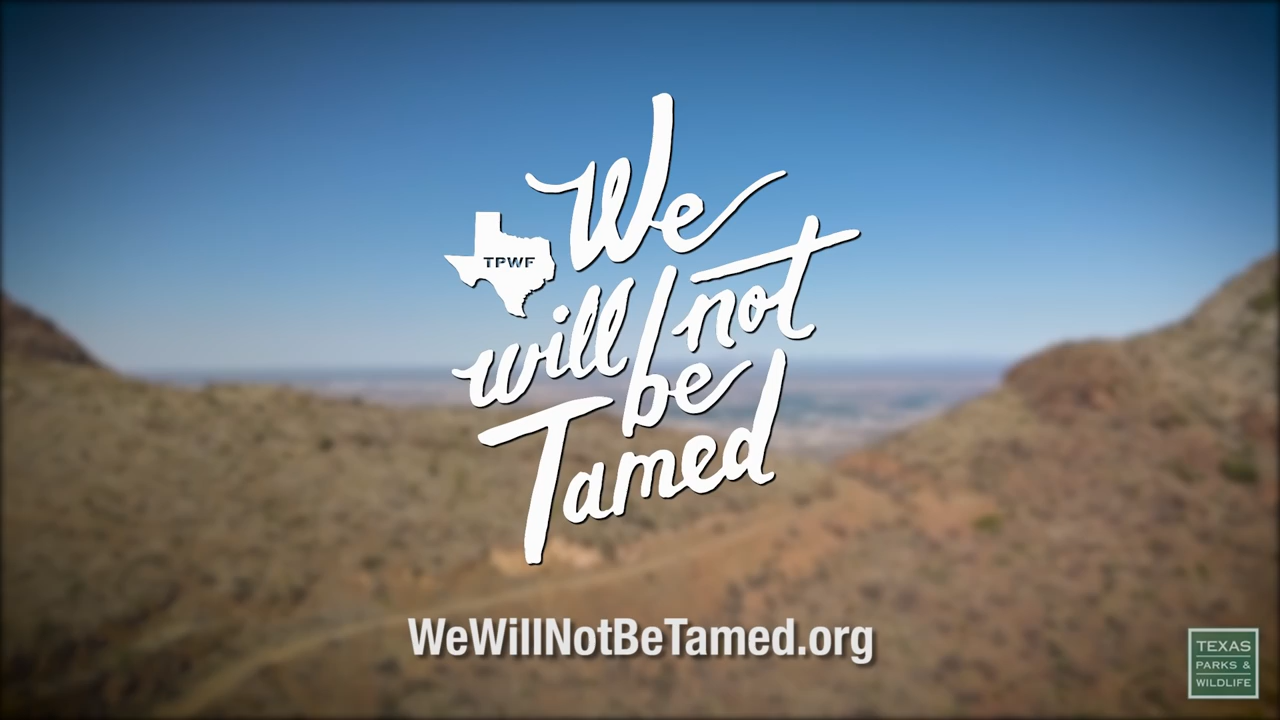 We
TPWF
will not
be
Tamed
WeWillNotBeTamed.org
TEXAS
PARKS &
WILDLIFE